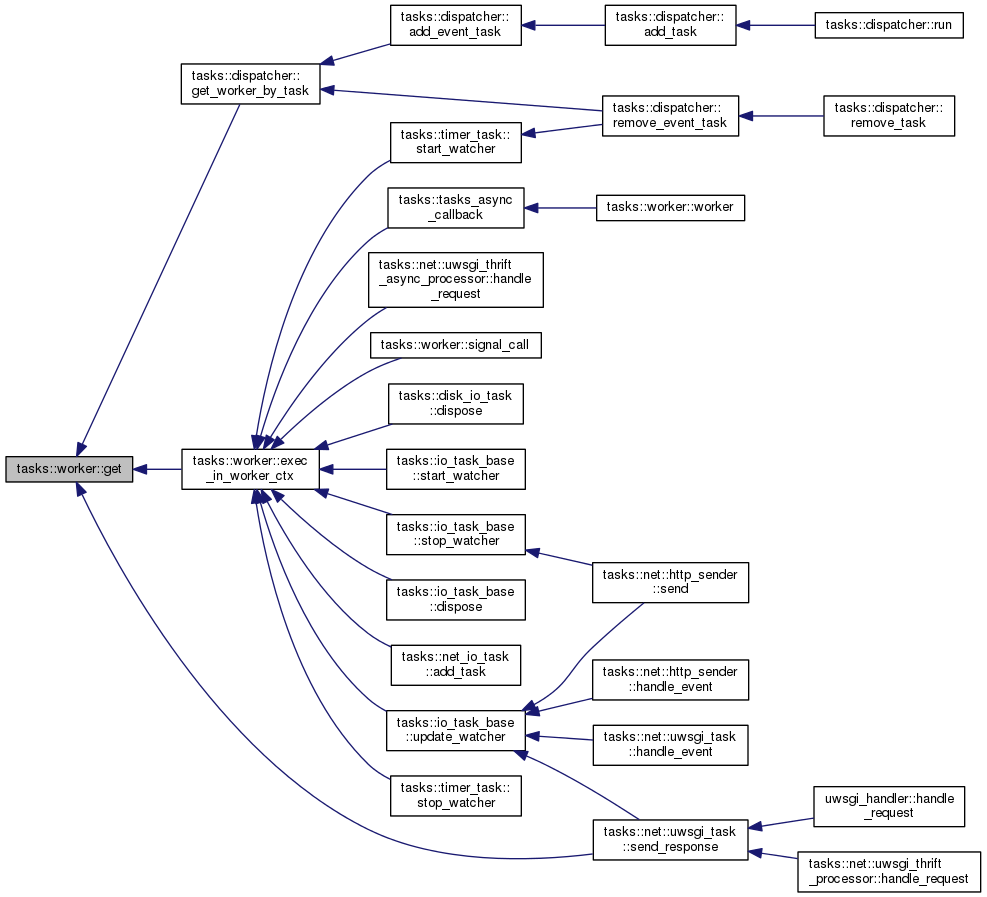 tasks::dispatcher::
add_event_task
tasks::dispatcher::
add_task
tasks::dispatcher::run
tasks::dispatcher::
get_worker_by_task
tasks::dispatcher::
remove_event_task
tasks::dispatcher::
remove_task
tasks::timer_task::
start_watcher
tasks::tasks_async
_callback
tasks::worker::worker
tasks::net::uwsgi_thrift
_async_processor::handle
_request
tasks::worker::signal_call
tasks::disk_io_task
::dispose
tasks::worker::get
tasks::worker::exec
_in_worker_ctx
tasks::io_task_base
::start_watcher
tasks::io_task_base
::stop_watcher
tasks::net::http_sender
::send
tasks::io_task_base
::dispose
tasks::net_io_task
::add_task
tasks::net::http_sender
::handle_event
tasks::io_task_base
::update_watcher
tasks::net::uwsgi_task
::handle_event
tasks::timer_task::
stop_watcher
uwsgi_handler::handle
_request
tasks::net::uwsgi_task
::send_response
tasks::net::uwsgi_thrift
_processor::handle_request